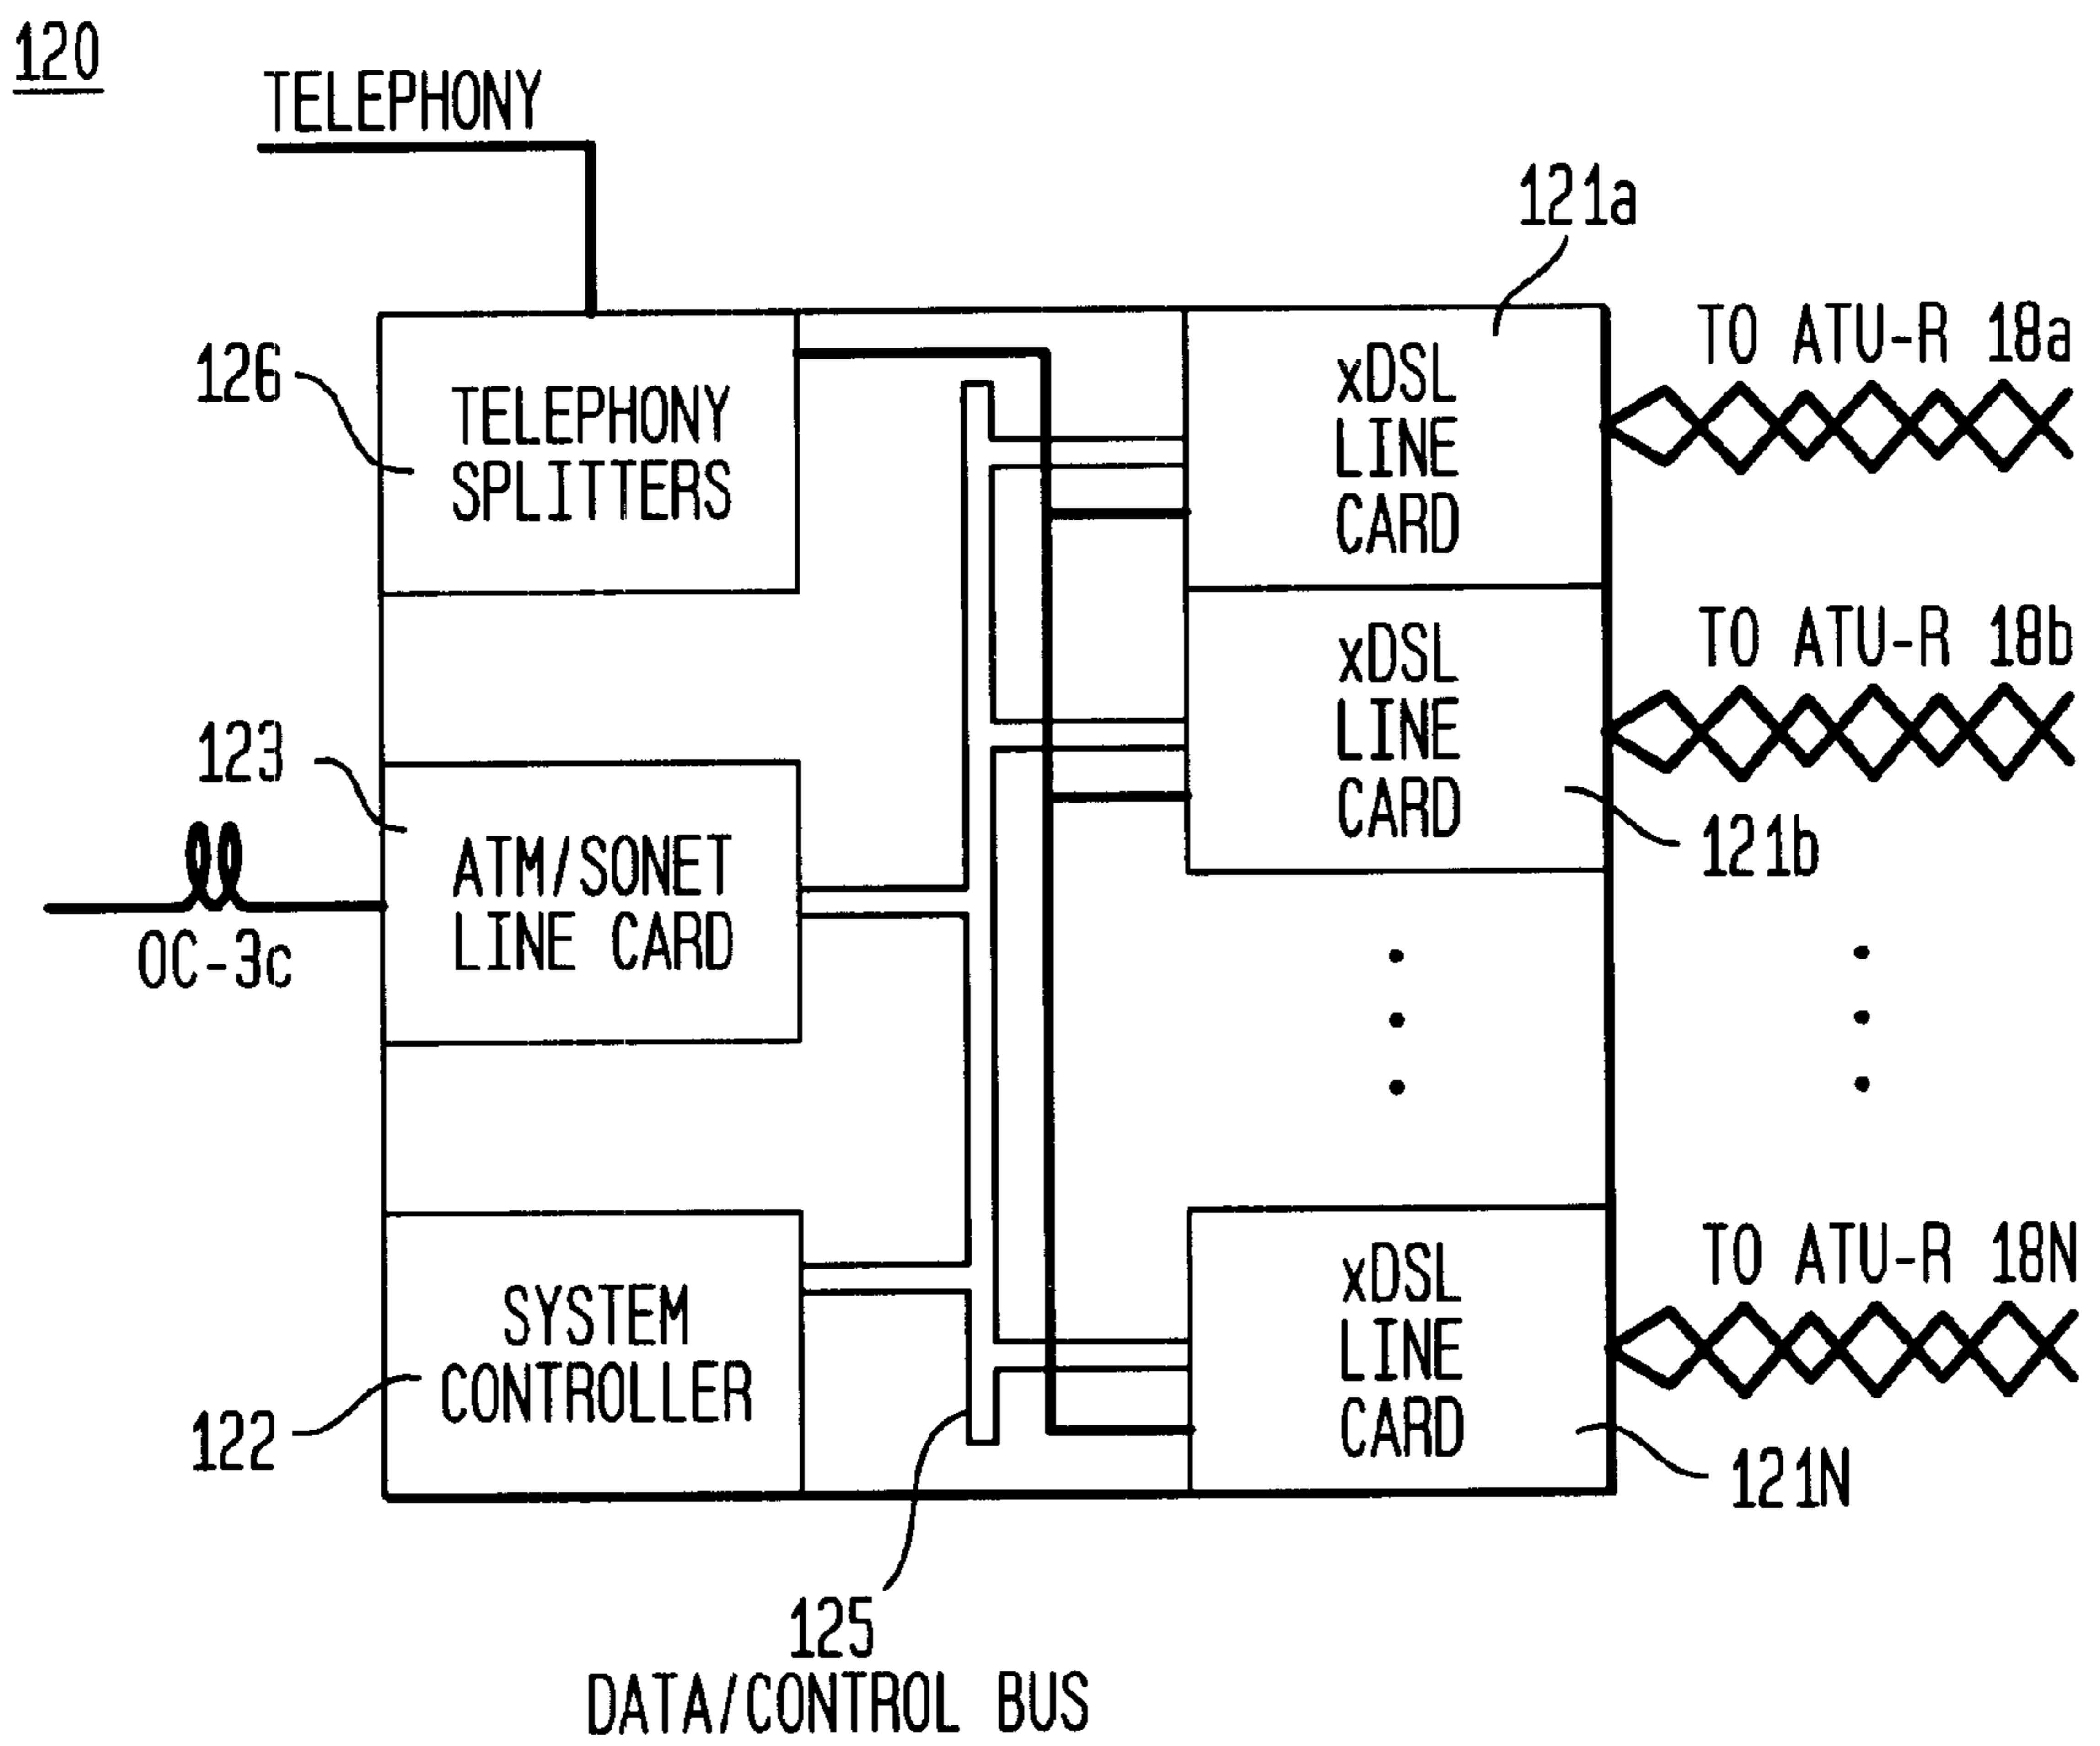 120
TELEPHONY
121a
126
TELEPHONY
SPLITTERS
xDSL
LINE
CARD
TO ATU-R 18a
123
ATM/SONET
LINE CARD
OC-3c
xDSL
LINE
CARD
TO ATU-R 18b
121b
122
SYSTEM
CONTROLLER
xDSL
LINE
CARD
TO ATU-R 18N
121N
125
DATA/CONTROL BUS